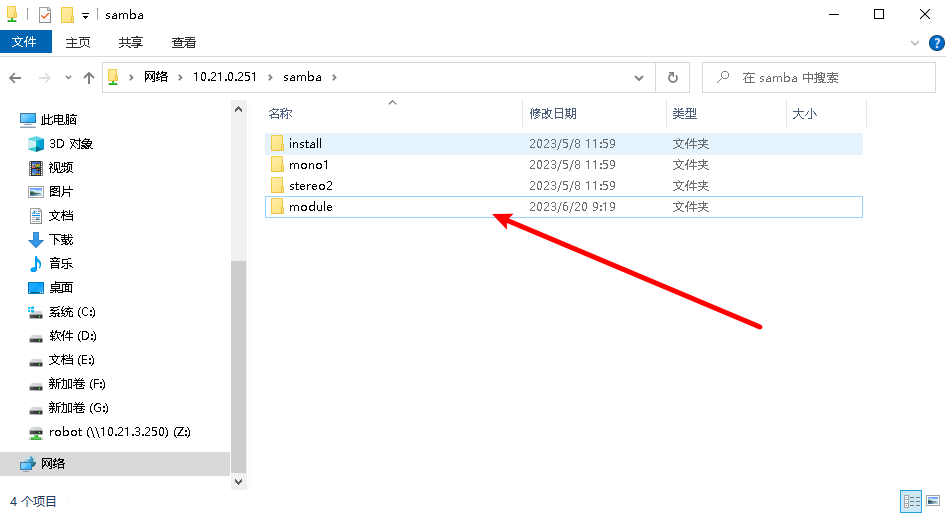 samba
文件 主页 共享 查看
网络 10.21.0.251 samba 在 samba 中搜索
名称 修改日期 类型 大小
install 2023/5/8 11:59 文件夹
mono1 2023/5/8 11:59 文件夹
stereo2 2023/5/8 11:59 文件夹
module 2023/6/20 9:19 文件夹
此电脑
3D 对象
视频
图片
文档
下载
音乐
桌面
系统 (C:)
软件 (D:)
文档 (E:)
新加卷 (F:)
新加卷 (G:)
robot (\\10.21.3.250) (Z:)
网络
4 个项目